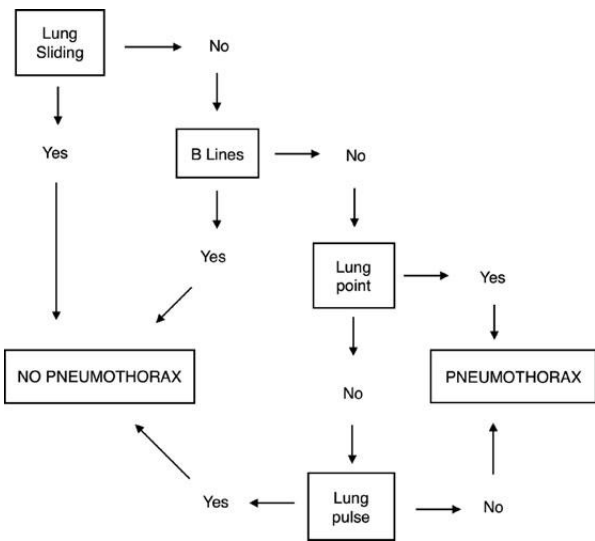 Lung
Sliding
No
Yes
B Lines
No
Yes
Lung
point
Yes
NO PNEUMOTHORAX
PNEUMOTHORAX
No
Yes
Lung
pulse
No